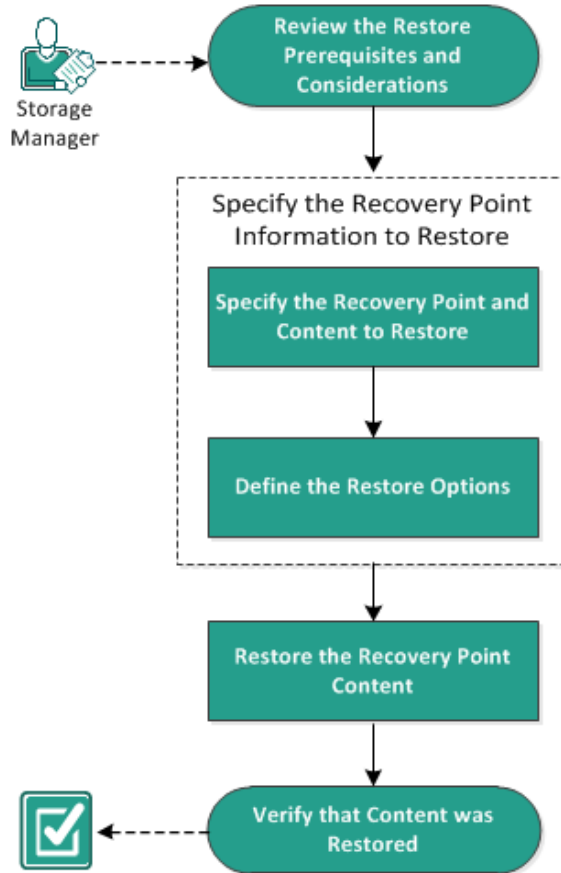 Review the Restore
Prerequisites and
Considerations
Storage
Manager
Specify the Recovery Point
Information to Restore
Specify the Recovery Point and
Content to Restore
Define the Restore Options
Restore the Recovery Point
Content
Verify that Content was
Restored